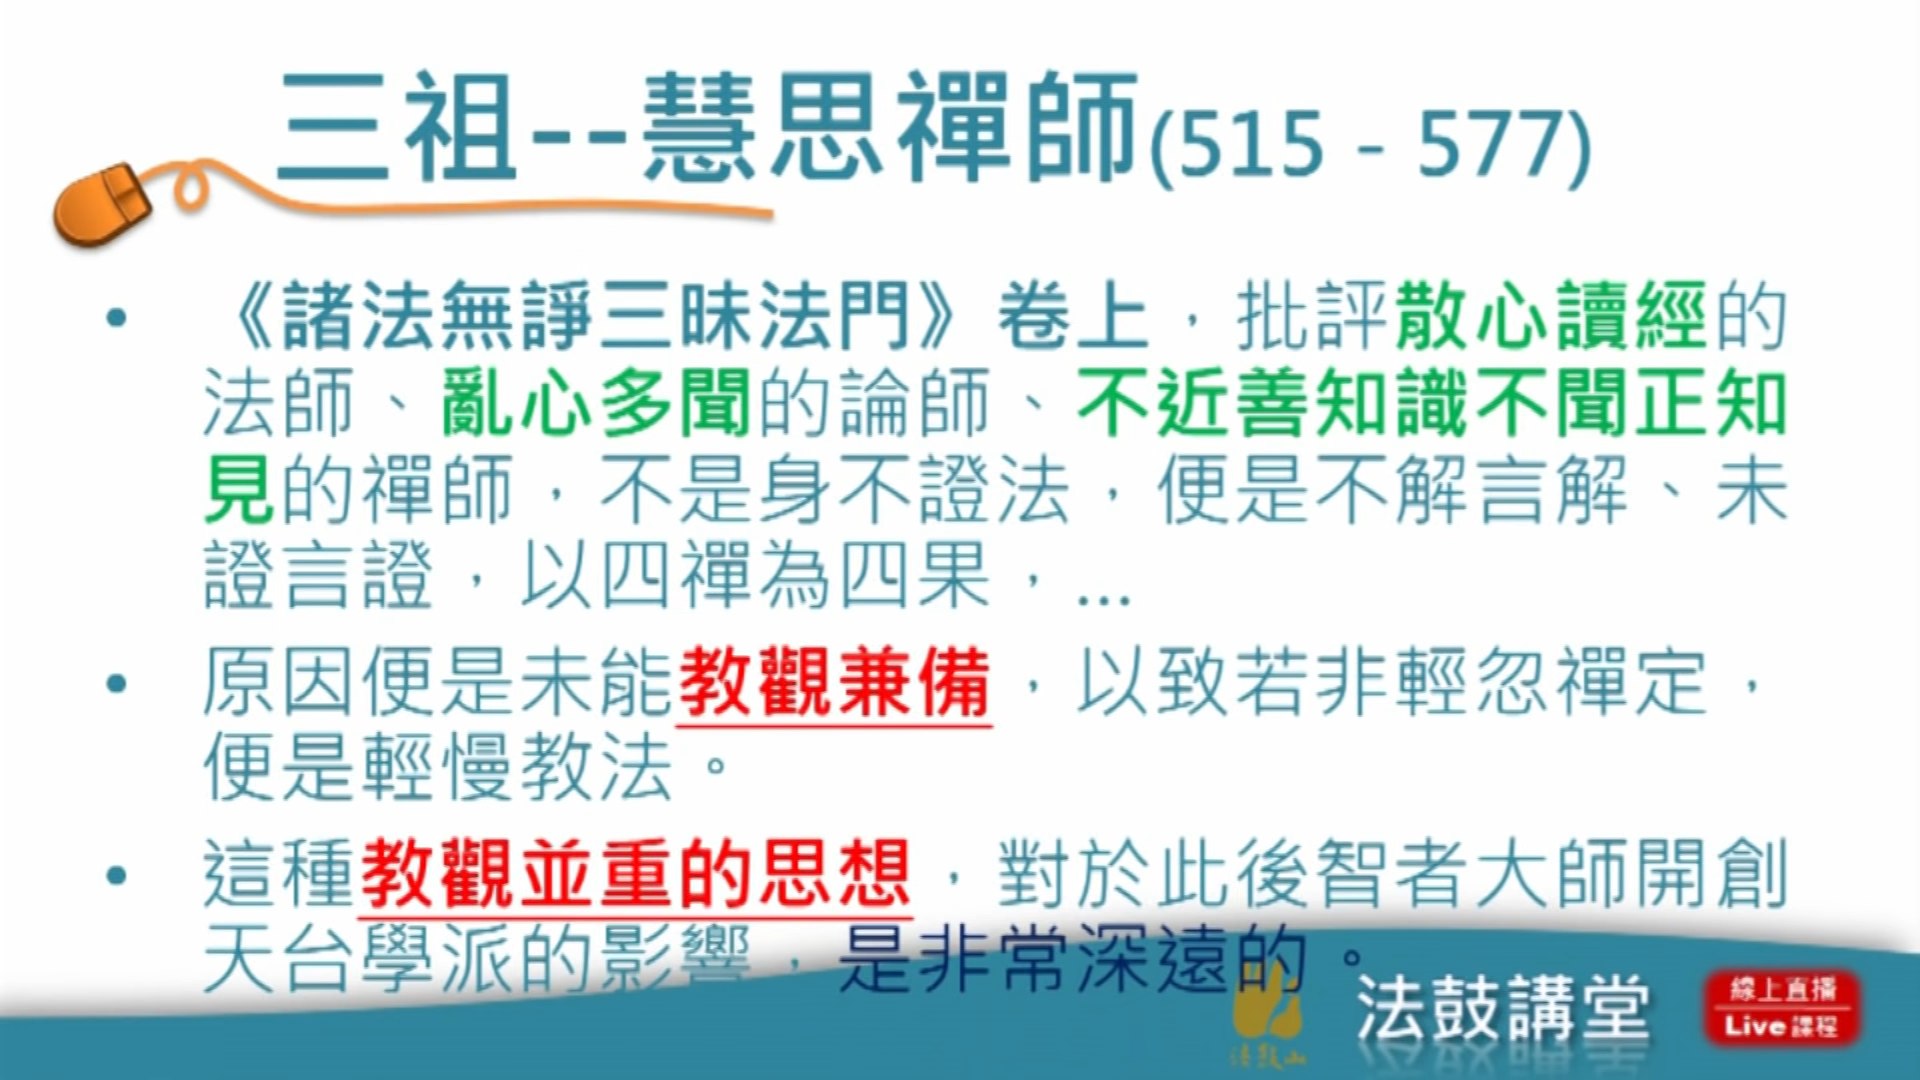 三祖--慧思禪師(515 - 577)
• 《諸法無諍三昧法門》卷上，批評散心讀經的
法師、亂心多聞的論師、不近善知識不聞正知
見的禪師，不是身不證法，便是不解言解、未
證言證，以四禪為四果，...
• 原因便是未能教觀兼備，以致若非輕忽禪定，
便是輕慢教法。
• 這種教觀並重的思想，對於此後智者大師開創
天台學派的影響，是非常深遠的。
法鼓山
法鼓講堂
線上直播
Live 課程